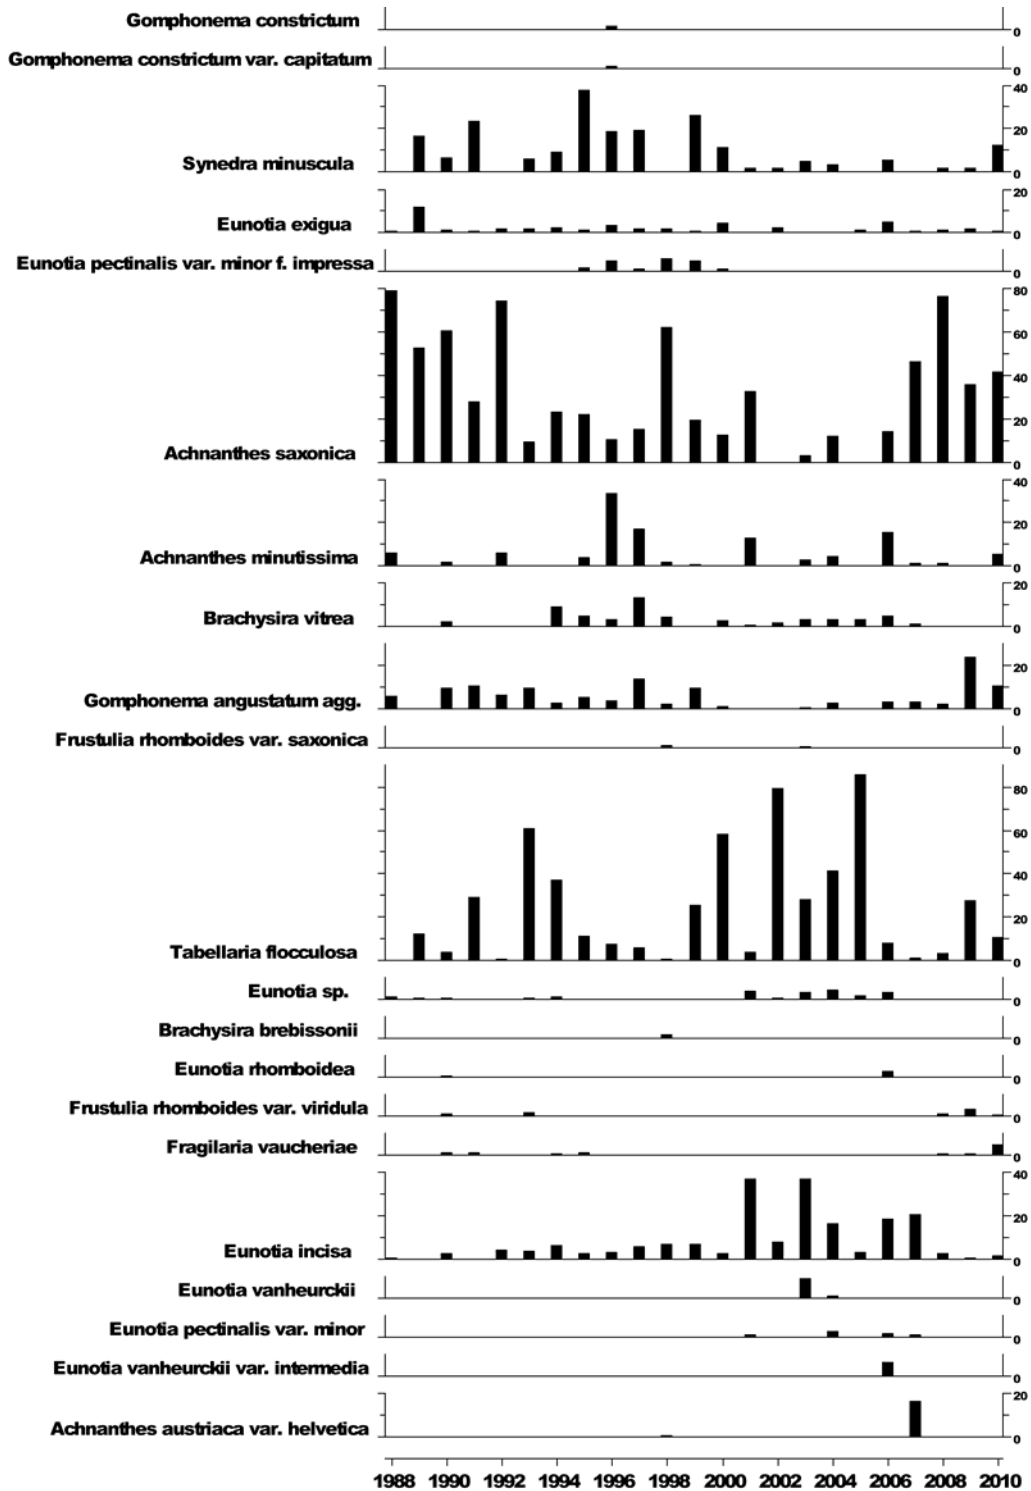 Gomphonema constrictum
0
Gomphonema constrictum var. capitatum
0
40
20
Synedra minuscula
0
20
Eunotia exigua
0
Eunotia pectinalis var. minor f. impressa
0
80
60
40
20
Achnanthes saxonica
0
40
20
Achnanthes minutissima
0
20
Brachysira vitrea
0
20
Gomphonema angustatum agg.
0
Frustulia rhomboides var. saxonica
0
80
60
40
20
Tabellaria flocculosa
0
Eunotia sp.
0
Brachysira brebissonii
0
Eunotia rhomboidea
0
Frustulia rhomboides var. viridula
0
Fragilaria vaucheriae
0
40
20
Eunotia incisa
0
Eunotia vanheurckii
0
Eunotia pectinalis var. minor
0
Eunotia vanheurckii var. intermedia
0
20
Achnanthes austriaca var. helvetica
0
1988 1990 1992 1994 1996 1998 2000 2002 2004 2006 2008 2010